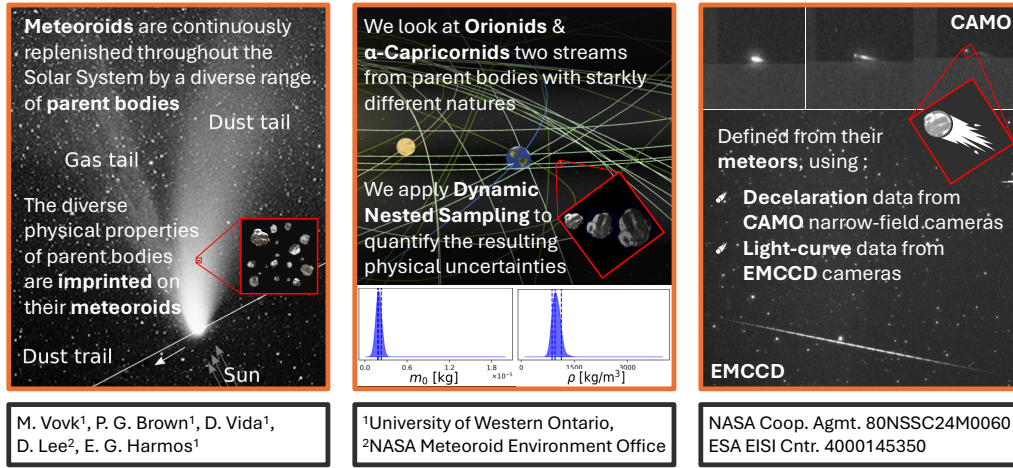 Meteoroids are continuously
replenished throughout the
Solar System by a diverse range
of parent bodies
Dust tail
Gas tail
The diverse
physical properties
of parent bodies
are imprinted on
their meteoroids
Dust trail
Sun
We look at Orionids &
α-Capricornids two streams
from parent bodies with starkly
different natures
We apply Dynamic
Nested Sampling to
quantify the resulting
physical uncertainties
0.0 0.6 1.2 1.8
×10⁻⁵
m₀ [kg]
0 3000
ρ [kg/m³]
CAMO
Defined from their
meteors, using :
Decelaration data from
CAMO narrow-field cameras
Light-curve data from
EMCCD cameras
EMCCD
M. Vovk¹, P. G. Brown¹, D. Vida¹,
D. Lee², E. G. Harmos¹
¹University of Western Ontario,
²NASA Meteoroid Environment Office
NASA Coop. Agmt. 80NSSC24M0060
ESA EISI Cntr. 4000145350